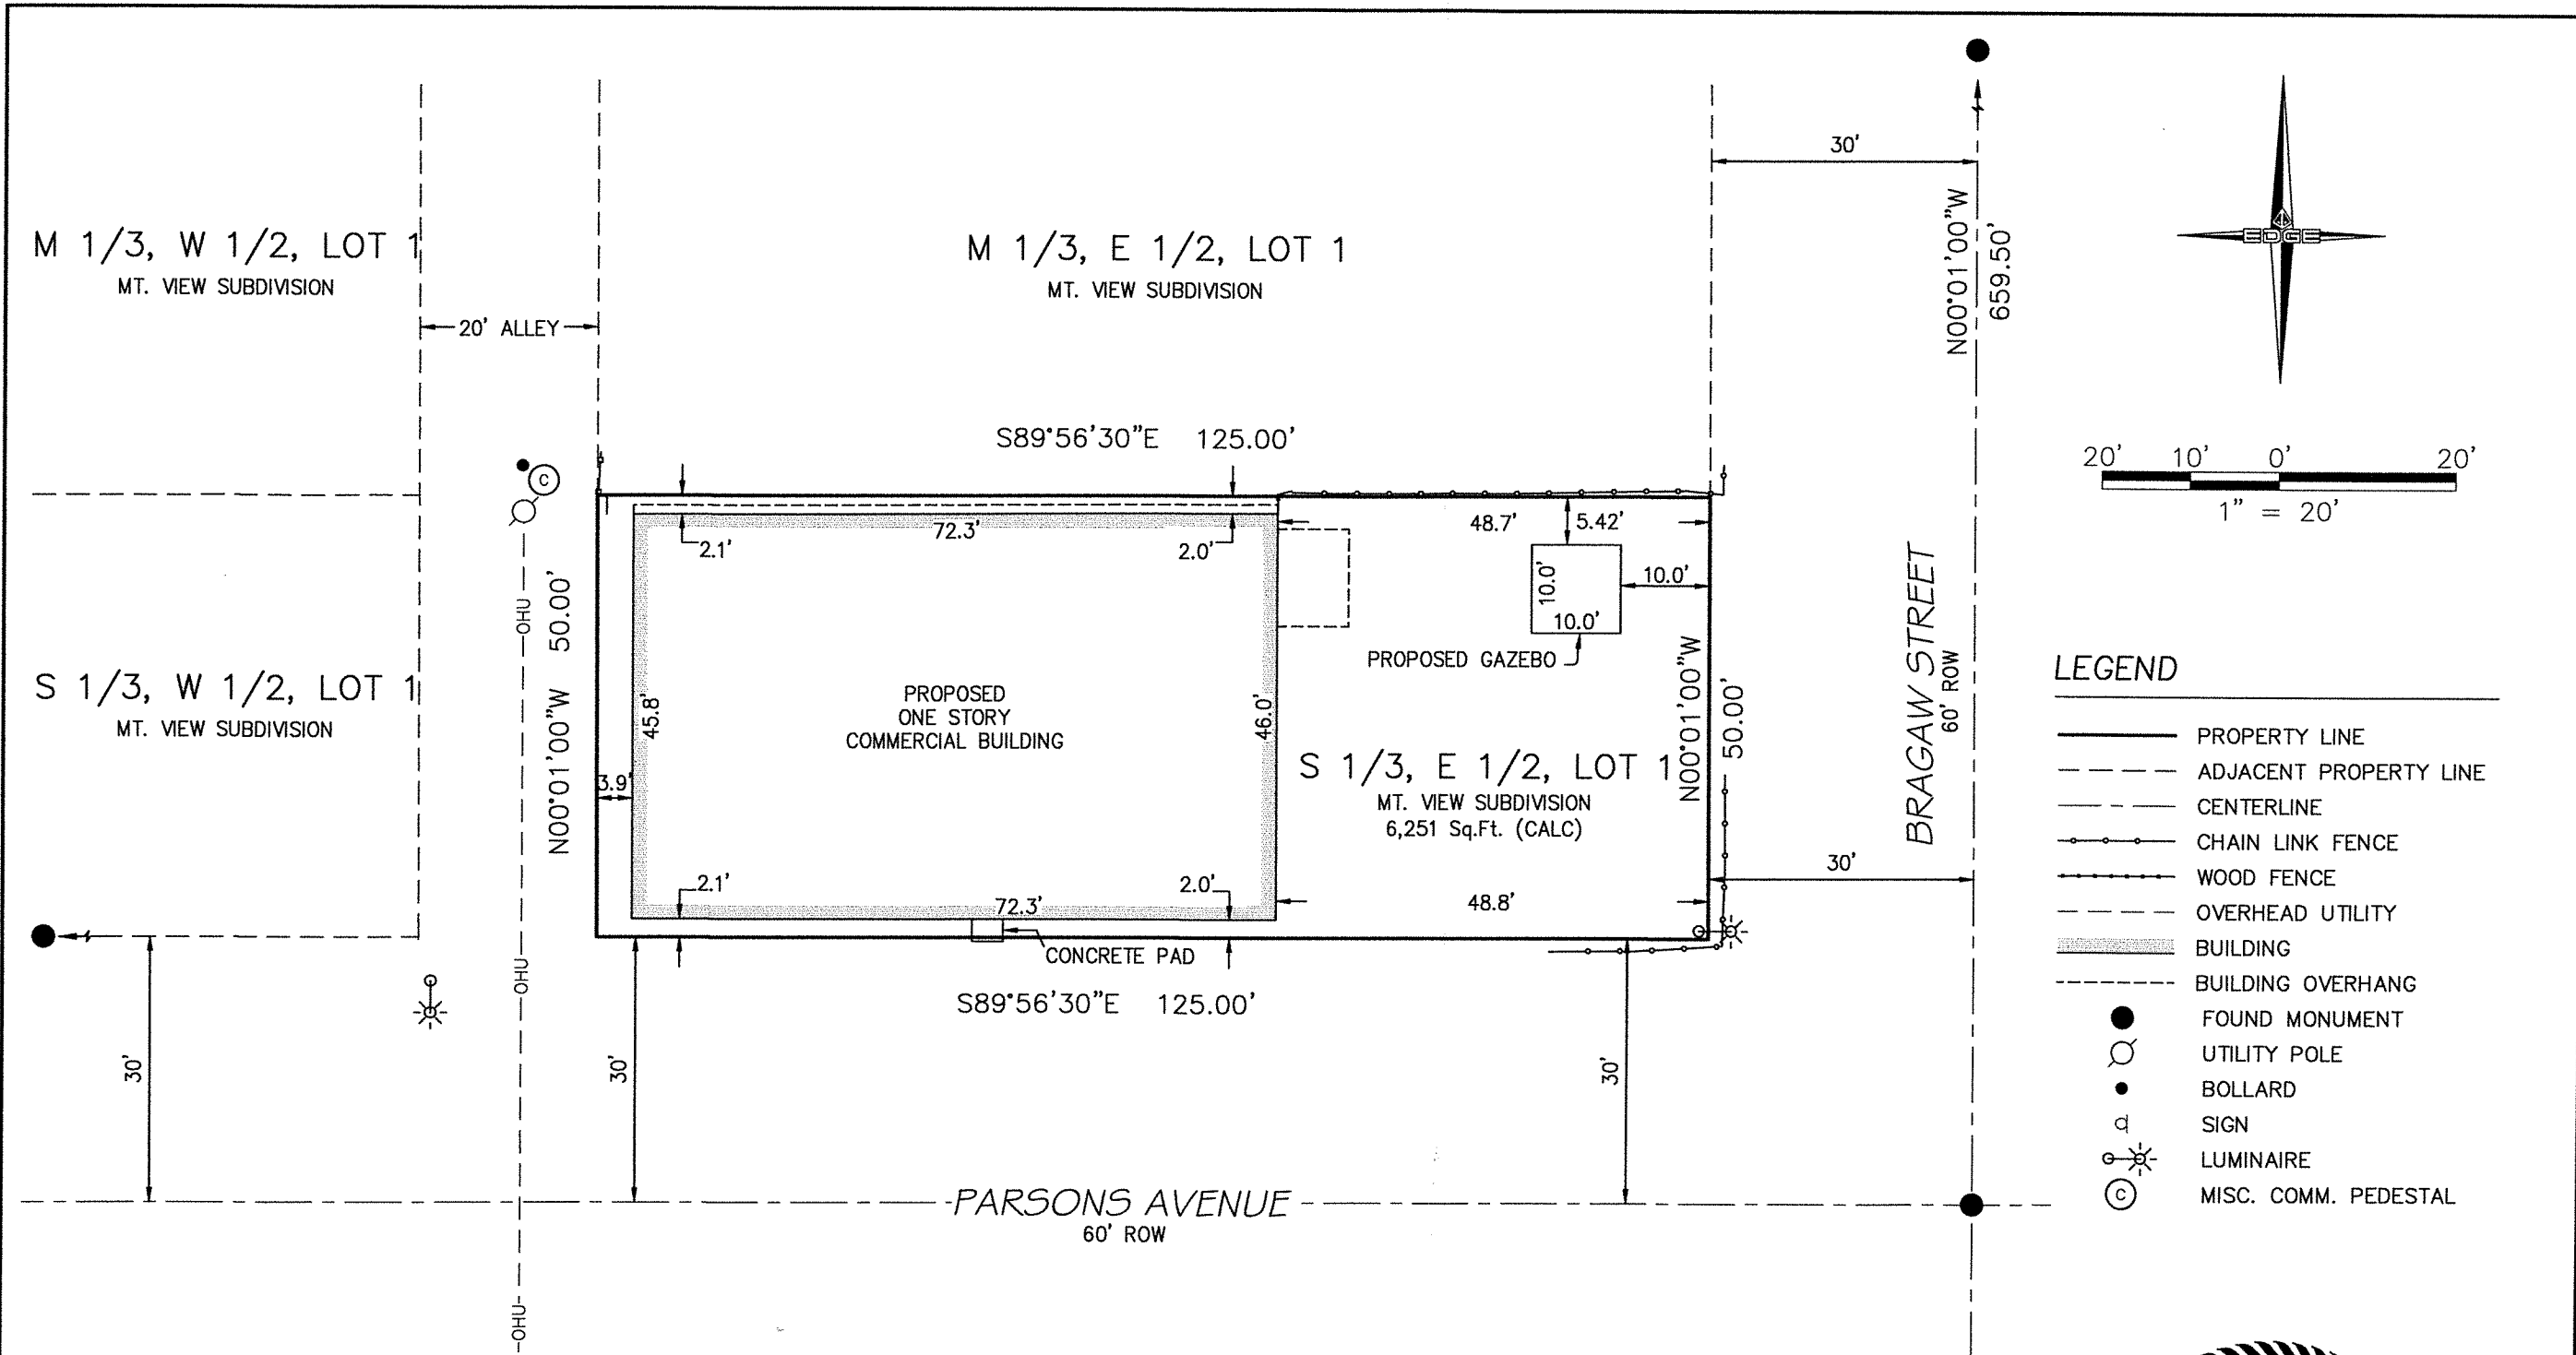 30'
N00°01'00"W
659.50'
EDGE
M 1/3, W 1/2, LOT 1
MT. VIEW SUBDIVISION
M 1/3, E 1/2, LOT 1
MT. VIEW SUBDIVISION
20' ALLEY
S89°56'30"E 125.00'
20' 10' 0' 20'
1" = 20'
C
72.3'
2.1'
2.0'
48.7'
5.42'
10.0'
10.0'
10.0'
PROPOSED GAZEBO
OHU
N00°01'00"W 50.00'
S 1/3, W 1/2, LOT 1
MT. VIEW SUBDIVISION
45.8'
PROPOSED
ONE STORY
COMMERCIAL BUILDING
46.0'
3.9'
S 1/3, E 1/2, LOT 1
MT. VIEW SUBDIVISION
6,251 Sq.Ft. (CALC)
N00°01'00"W
50.00'
BRAGAW STREET
60' ROW
30'
2.1'
2.0'
72.3'
48.8'
CONCRETE PAD
OHU
S89°56'30"E 125.00'
30'
30'
30'
PARSONS AVENUE
60' ROW
OHU
LEGEND
PROPERTY LINE
ADJACENT PROPERTY LINE
CENTERLINE
CHAIN LINK FENCE
WOOD FENCE
OVERHEAD UTILITY
BUILDING
BUILDING OVERHANG
FOUND MONUMENT
UTILITY POLE
BOLLARD
SIGN
LUMINAIRE
C MISC. COMM. PEDESTAL